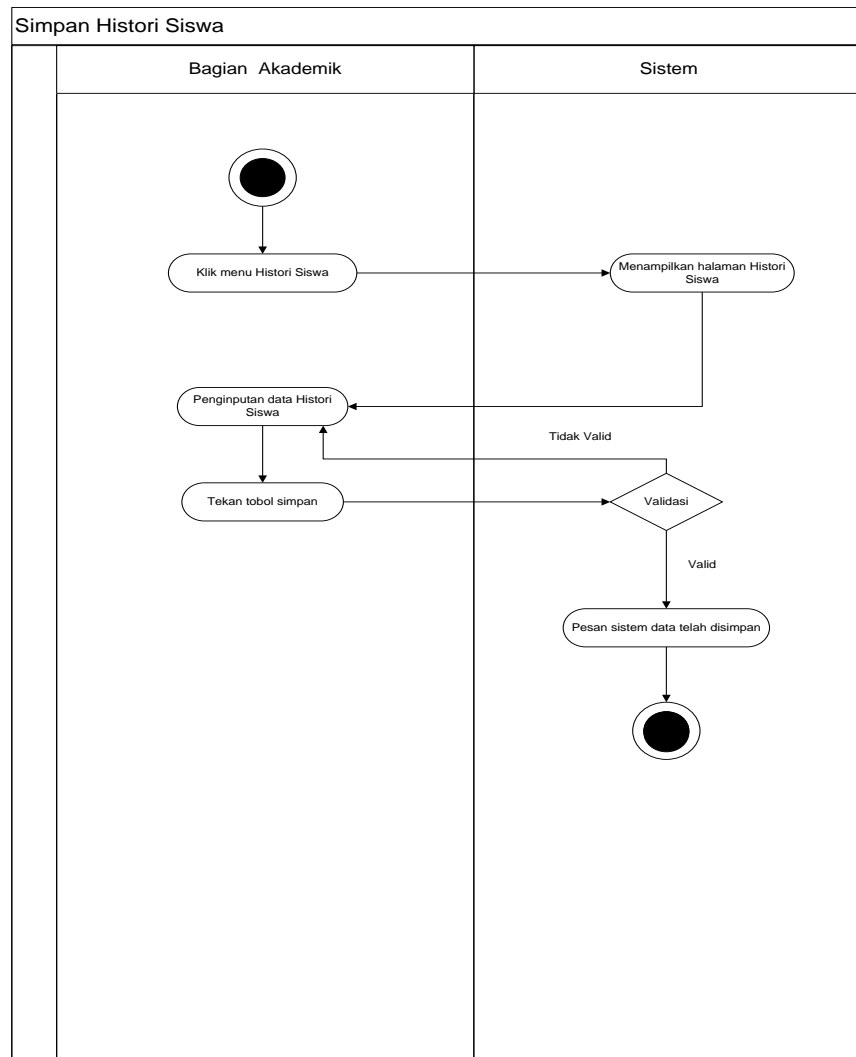 Simpan Histori Siswa
Bagian Akademik
Sistem
Klik menu Histori Siswa
Menampilkan halaman Histori
Siswa
Penginputan data Histori
Siswa
Tidak Valid
Tekan tobol simpan
Validasi
Valid
Pesan sistem data telah disimpan